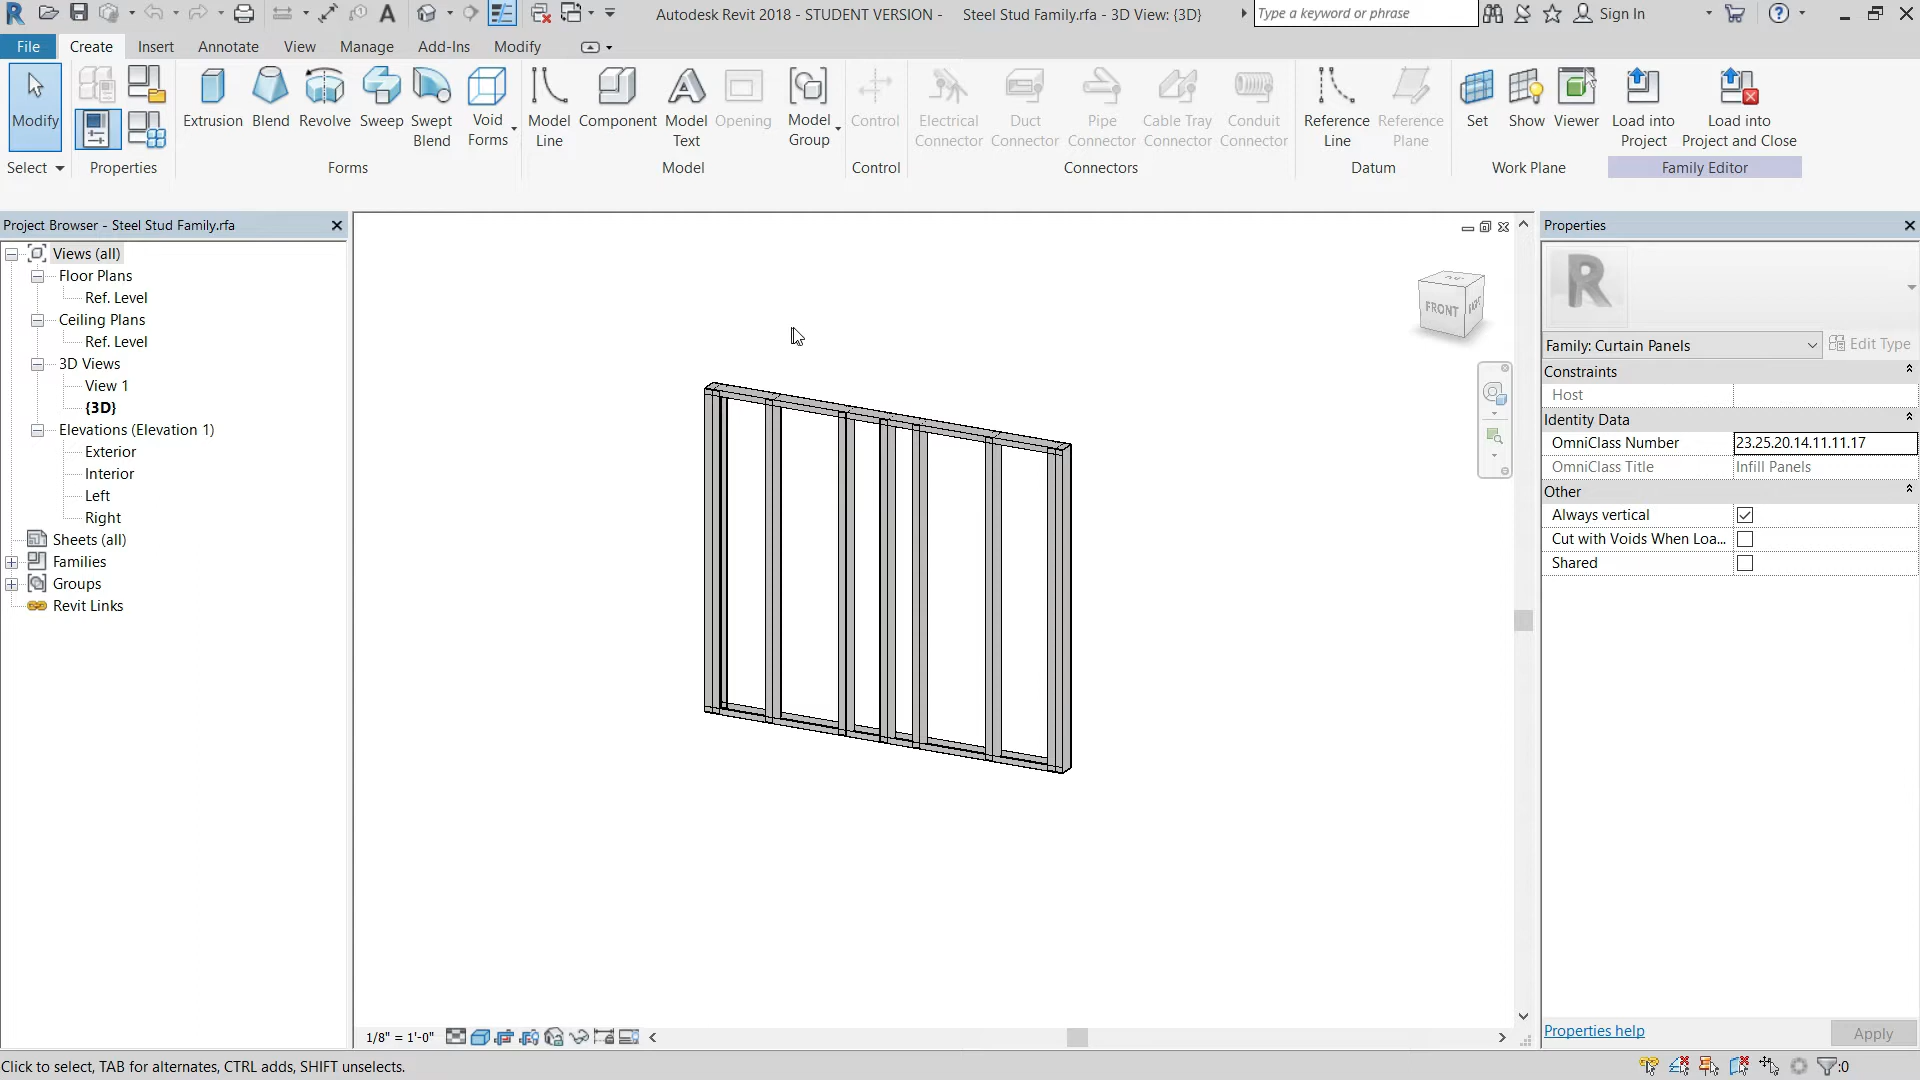 Autodesk Revit 2018 - STUDENT VERSION - Steel Stud Family.rfa - 3D View: {3D}
Type a keyword or phrase
Sign In
File Create Insert Annotate View Manage Add-Ins Modify
Modify
Extrusion Blend Revolve Sweep Swept Blend Void Forms
Model Line Component Model Text Opening Model Group
Control
Electrical Connector Duct Connector Pipe Connector Cable Tray Connector Conduit Connector
Reference Line Reference Plane
Set Show Viewer
Load into Project Load into Project and Close
Select Properties Forms Model Control Connectors Datum Work Plane Family Editor
Project Browser - Steel Stud Family.rfa
Views (all)
Floor Plans
Ref. Level
Ceiling Plans
Ref. Level
3D Views
View 1
{3D}
Elevations (Elevation 1)
Exterior
Interior
Left
Right
Sheets (all)
Families
Groups
Revit Links
FRONT
Properties
R
Family: Curtain Panels
Edit Type
Constraints
Host
Identity Data
OmniClass Number 23.25.20.14.11.11.17
OmniClass Title Infill Panels
Other
Always vertical
Cut with Voids When Loa...
Shared
Properties help
Apply
1/8" = 1'-0"
Click to select, TAB for alternates, CTRL adds, SHIFT unselects.
:0